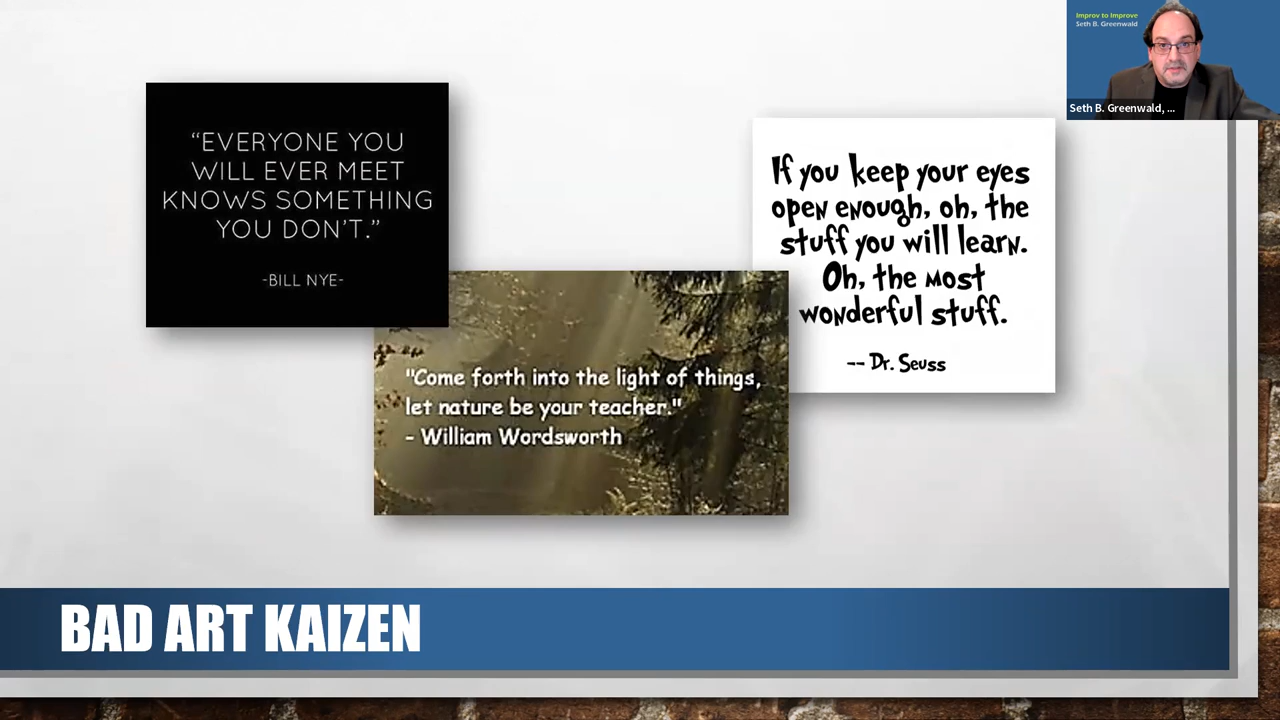 Improv to Improve
Seth B. Greenwald
Seth B. Greenwald, ...
“EVERYONE YOU
WILL EVER MEET
KNOWS SOMETHING
YOU DON’T.”
-BILL NYE-
"Come forth into the light of things,
let nature be your teacher."
- William Wordsworth
If you keep your eyes
open enough, oh, the
stuff you will learn.
Oh, the most
wonderful stuff.
-- Dr. Seuss
BAD ART KAIZEN